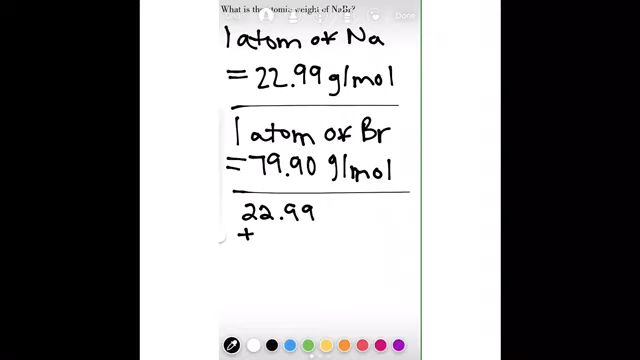 What is the atomic weight of NaBr?
Done
1 atom of Na
= 22.99 g/mol
1 atom of Br
= 79.90 g/mol
22.99
+